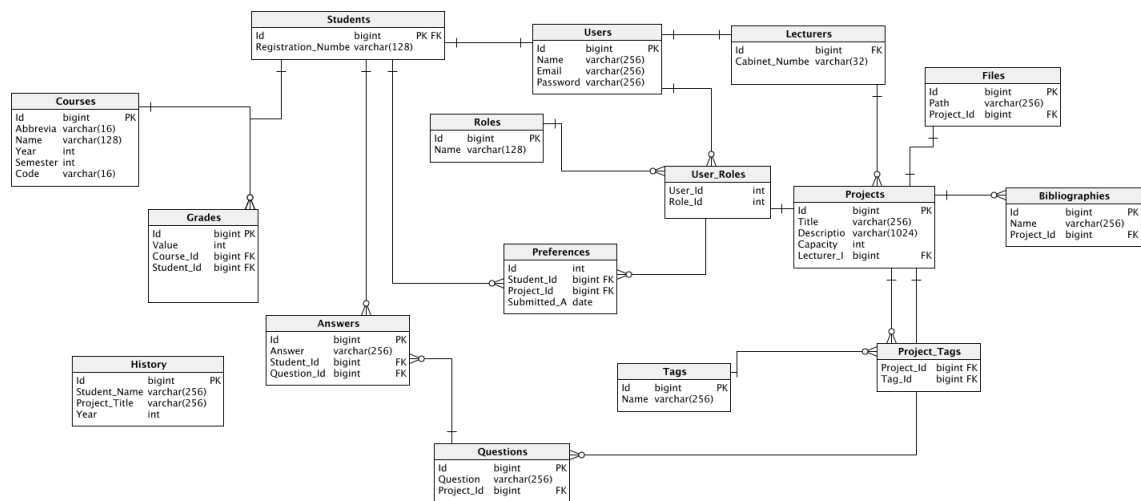 Students
Id bigint PK FK
Registration_Numbe varchar(128)
Users
Id bigint PK
Name varchar(256)
Email varchar(256)
Password varchar(256)
Lecturers
Id bigint FK
Cabinet_Numbe varchar(32)
Files
Id bigint PK
Path varchar(256)
Project_Id bigint FK
Courses
Id bigint PK
Abbrevia varchar(16)
Name varchar(128)
Year int
Semester int
Code varchar(16)
Roles
Id bigint PK
Name varchar(128)
User_Roles
User_Id int
Role_Id int
Projects
Id bigint PK
Title varchar(256)
Descriptio varchar(1024)
Capacity int
Lecturer_I bigint FK
Bibliographies
Id bigint PK
Name varchar(256)
Project_Id bigint FK
Grades
Id bigint PK
Value int
Course_Id bigint FK
Student_Id bigint FK
Preferences
Id int
Student_Id bigint FK
Project_Id bigint FK
Submitted_A date
Answers
Id bigint PK
Answer varchar(256)
Student_Id bigint FK
Question_Id bigint FK
History
Id bigint PK
Student_Name varchar(256)
Project_Title varchar(256)
Year int
Tags
Id bigint PK
Name varchar(256)
Project_Tags
Project_Id bigint FK
Tag_Id bigint FK
Questions
Id bigint PK
Question varchar(256)
Project_Id bigint FK